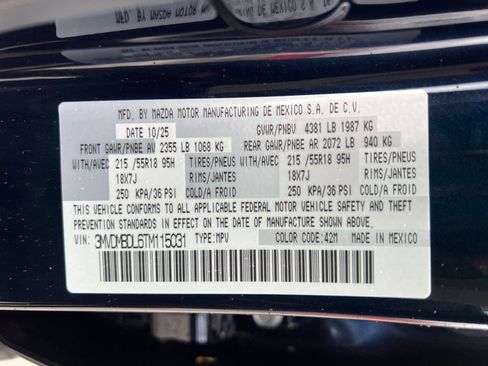 MFD. BY MAZDA MOTOR MANUFACTURING DE MEXICO S.A. DE C.V.
DATE 10/25 GVWR/PNBV 4381 LB 1987 KG
FRONT GAWR/PNBE AV 2355 LB 1068 KG REAR GAWR/PNBE AR 2072 LB 940 KG
WITH/AVEC 215/55R18 95H TIRES/PNEUS WITH/AVEC 215/55R18 95H TIRES/PNEUS
18X7J RIMS/JANTES 18X7J RIMS/JANTES
250 KPA/36 PSI COLD/A FROID 250 KPA/36 PSI COLD/A FROID
THIS VEHICLE CONFORMS TO ALL APPLICABLE FEDERAL MOTOR VEHICLE SAFETY AND THEFT
PREVENTION STANDARDS IN EFFECT ON THE DATE OF MANUFACTURE SHOWN ABOVE.
VIN: 3MVDMBDL6TM115031 TYPE: MPV COLOR CODE: 42M MADE IN MEXICO